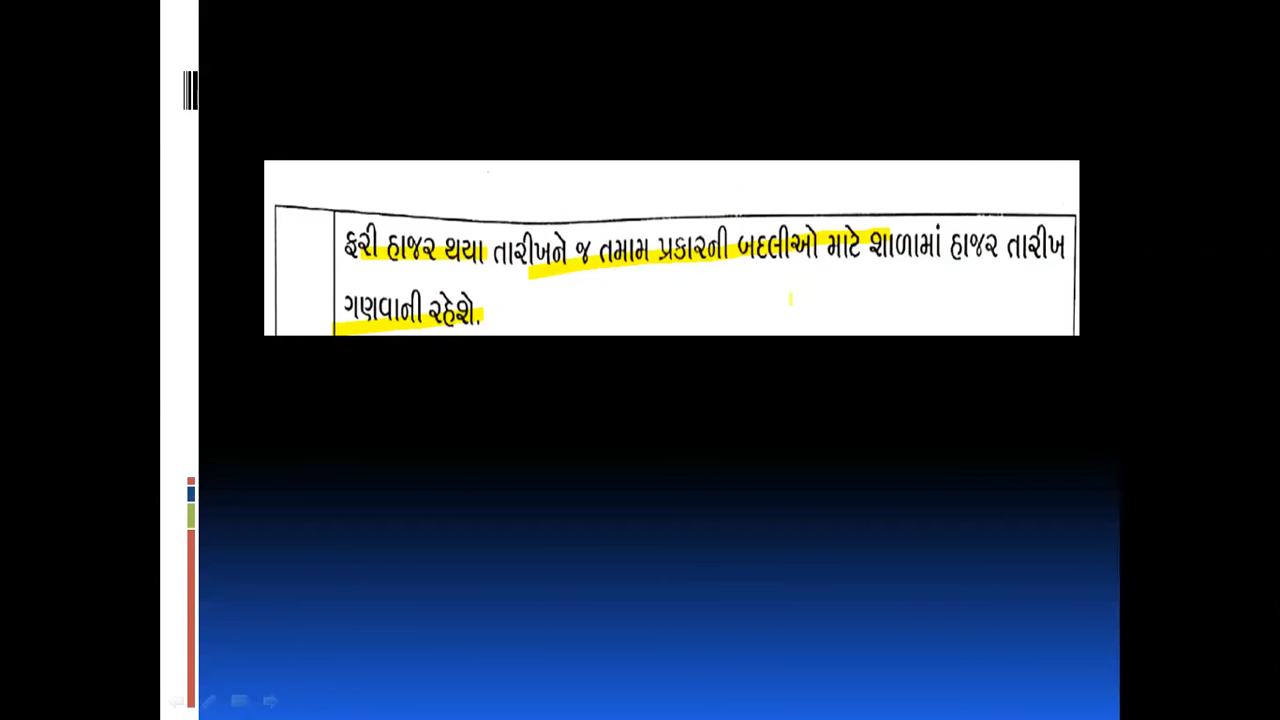 ફરી હાજર થયા તારીખને જ તમામ પ્રકારની બદલીઓ માટે શાળામાં હાજર તારીખ
ગણવાની રહેશે.